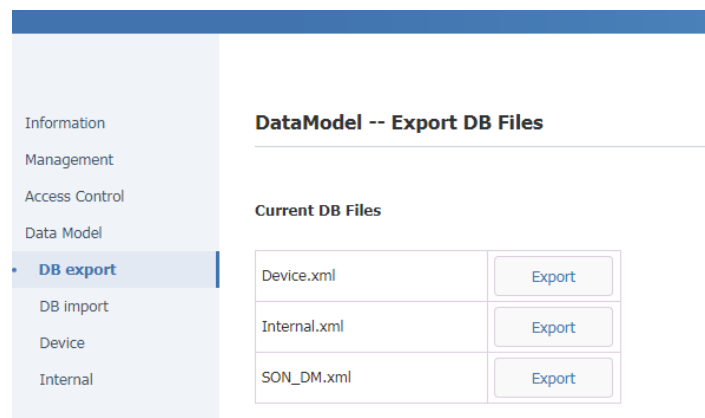 Information
Management
Access Control
Data Model
DB export
DB import
Device
Internal
DataModel -- Export DB Files
Current DB Files
Device.xml Export
Internal.xml Export
SON_DM.xml Export